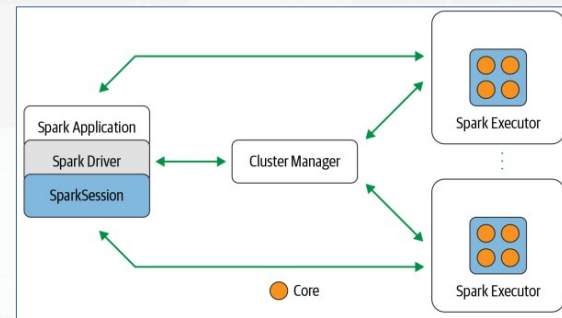 Spark Application
Spark Driver
SparkSession
Cluster Manager
Spark Executor
Spark Executor
Core